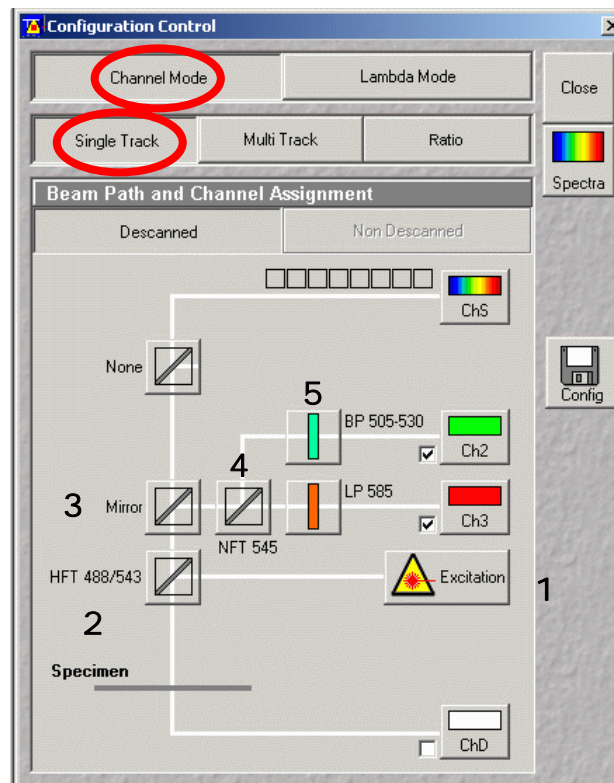 Configuration Control
Channel Mode Lambda Mode
Close
Single Track Multi Track Ratio
Spectra
Beam Path and Channel Assignment
Descanned Non Descanned
ChS
None
Config
5 BP 505-530
Ch2
4
3 Mirror LP 585
Ch3
NFT 545
HFT 488/543 Excitation 1
2
Specimen
ChD